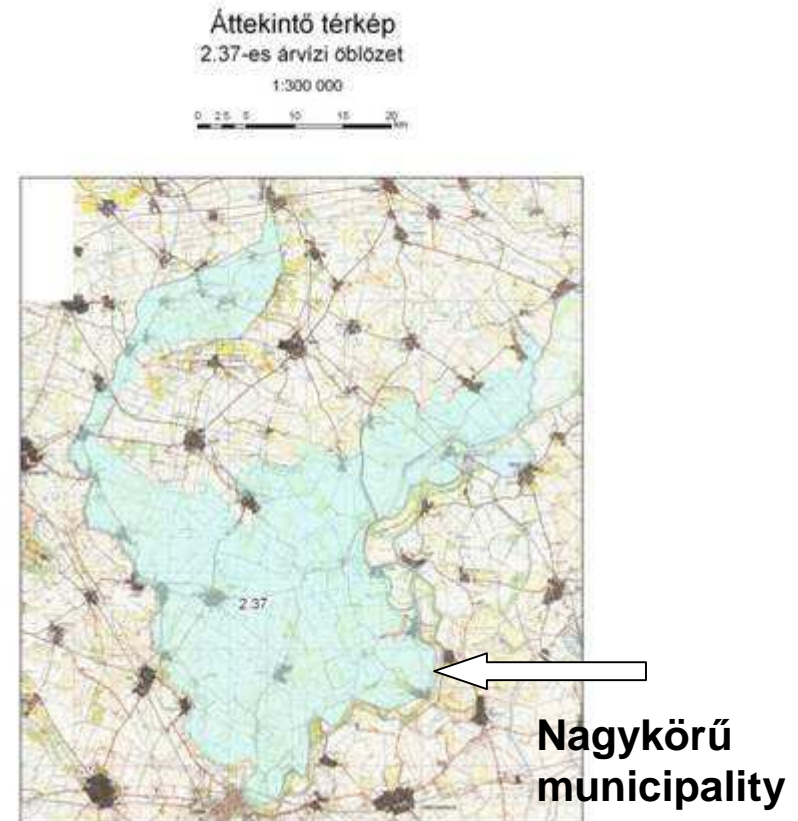 Áttekintő térkép
2.37-es árvízi öblözet
1:300 000
0 2.5 5 10 15 20
km
2.37
Nagykörű
municipality